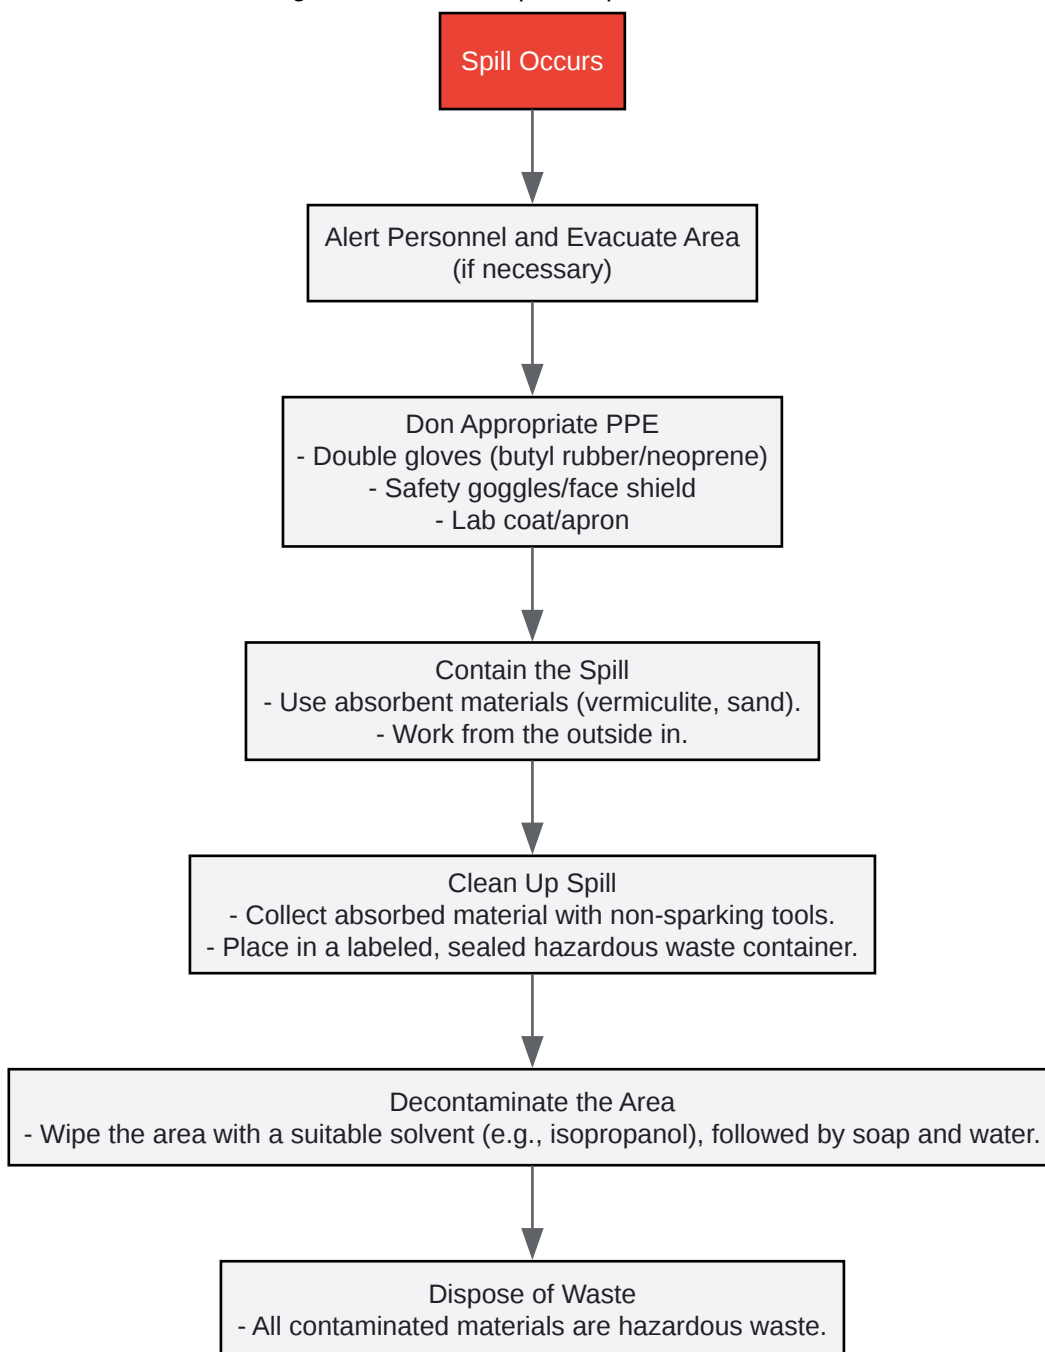 Spill Occurs
Alert Personnel and Evacuate Area
(if necessary)
Don Appropriate PPE
- Double gloves (butyl rubber/neoprene)
- Safety goggles/face shield
- Lab coat/apron
Contain the Spill
- Use absorbent materials (vermiculite, sand).
- Work from the outside in.
Clean Up Spill
- Collect absorbed material with non-sparking tools.
- Place in a labeled, sealed hazardous waste container.
Decontaminate the Area
- Wipe the area with a suitable solvent (e.g., isopropanol), followed by soap and water.
Dispose of Waste
- All contaminated materials are hazardous waste.